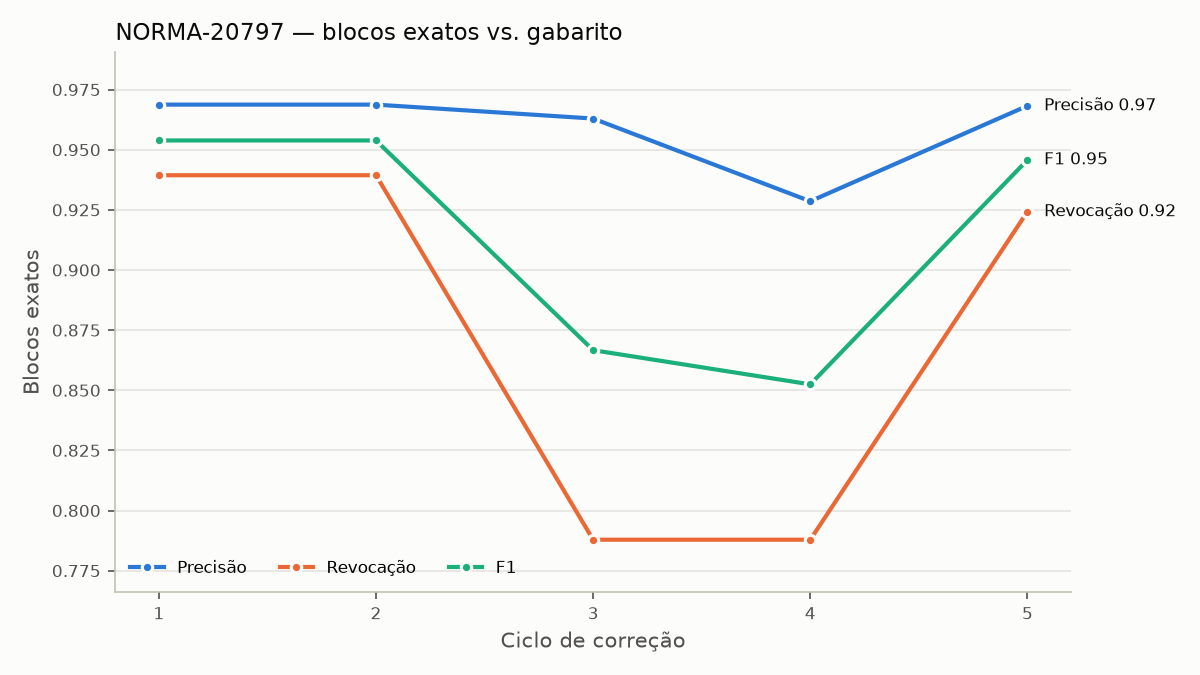 NORMA-20797 — blocos exatos vs. gabarito
Blocos exatos
0.975
0.950
0.925
0.900
0.875
0.850
0.825
0.800
0.775
Precisão 0.97
F1 0.95
Revocação 0.92
Precisão Revocação F1
1 2 3 4 5
Ciclo de correção